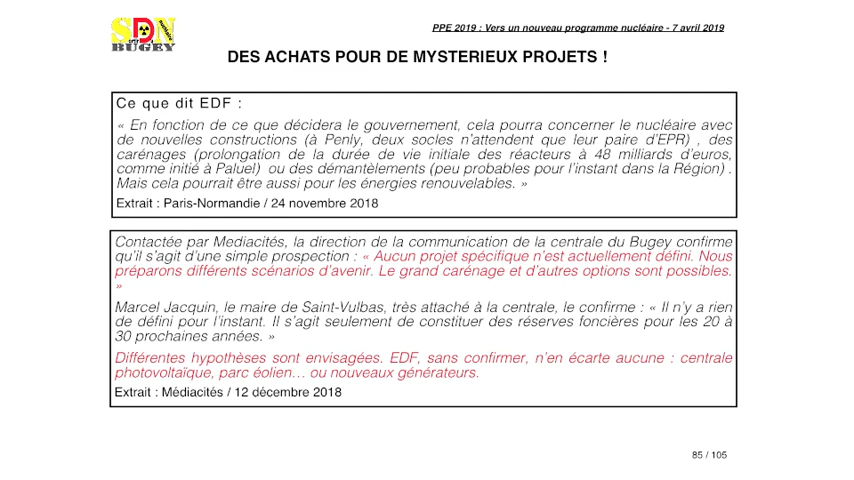 SDN
nucléaire
BUGEY
PPE 2019 : Vers un nouveau programme nucléaire - 7 avril 2019
DES ACHATS POUR DE MYSTERIEUX PROJETS !
Ce que dit EDF :
« En fonction de ce que décidera le gouvernement, cela pourra concerner le nucléaire avec
de nouvelles constructions (à Penly, deux socles n’attendent que leur paire d’EPR) , des
carénages (prolongation de la durée de vie initiale des réacteurs à 48 milliards d’euros,
comme initié à Paluel)  ou des démantèlements (peu probables pour l’instant dans la Région) .
Mais cela pourrait être aussi pour les énergies renouvelables. »
Extrait : Paris-Normandie / 24 novembre 2018
Contactée par Mediacités, la direction de la communication de la centrale du Bugey confirme
qu’il s’agit d’une simple prospection : « Aucun projet spécifique n’est actuellement défini. Nous
préparons différents scénarios d’avenir. Le grand carénage et d’autres options sont possibles.
»
Marcel Jacquin, le maire de Saint-Vulbas, très attaché à la centrale, le confirme : « Il n’y a rien
de défini pour l’instant. Il s’agit seulement de constituer des réserves foncières pour les 20 à
30 prochaines années. »
Différentes hypothèses sont envisagées. EDF, sans confirmer, n’en écarte aucune : centrale
photovoltaïque, parc éolien… ou nouveaux générateurs.
Extrait : Médiacités / 12 décembre 2018
85 / 105